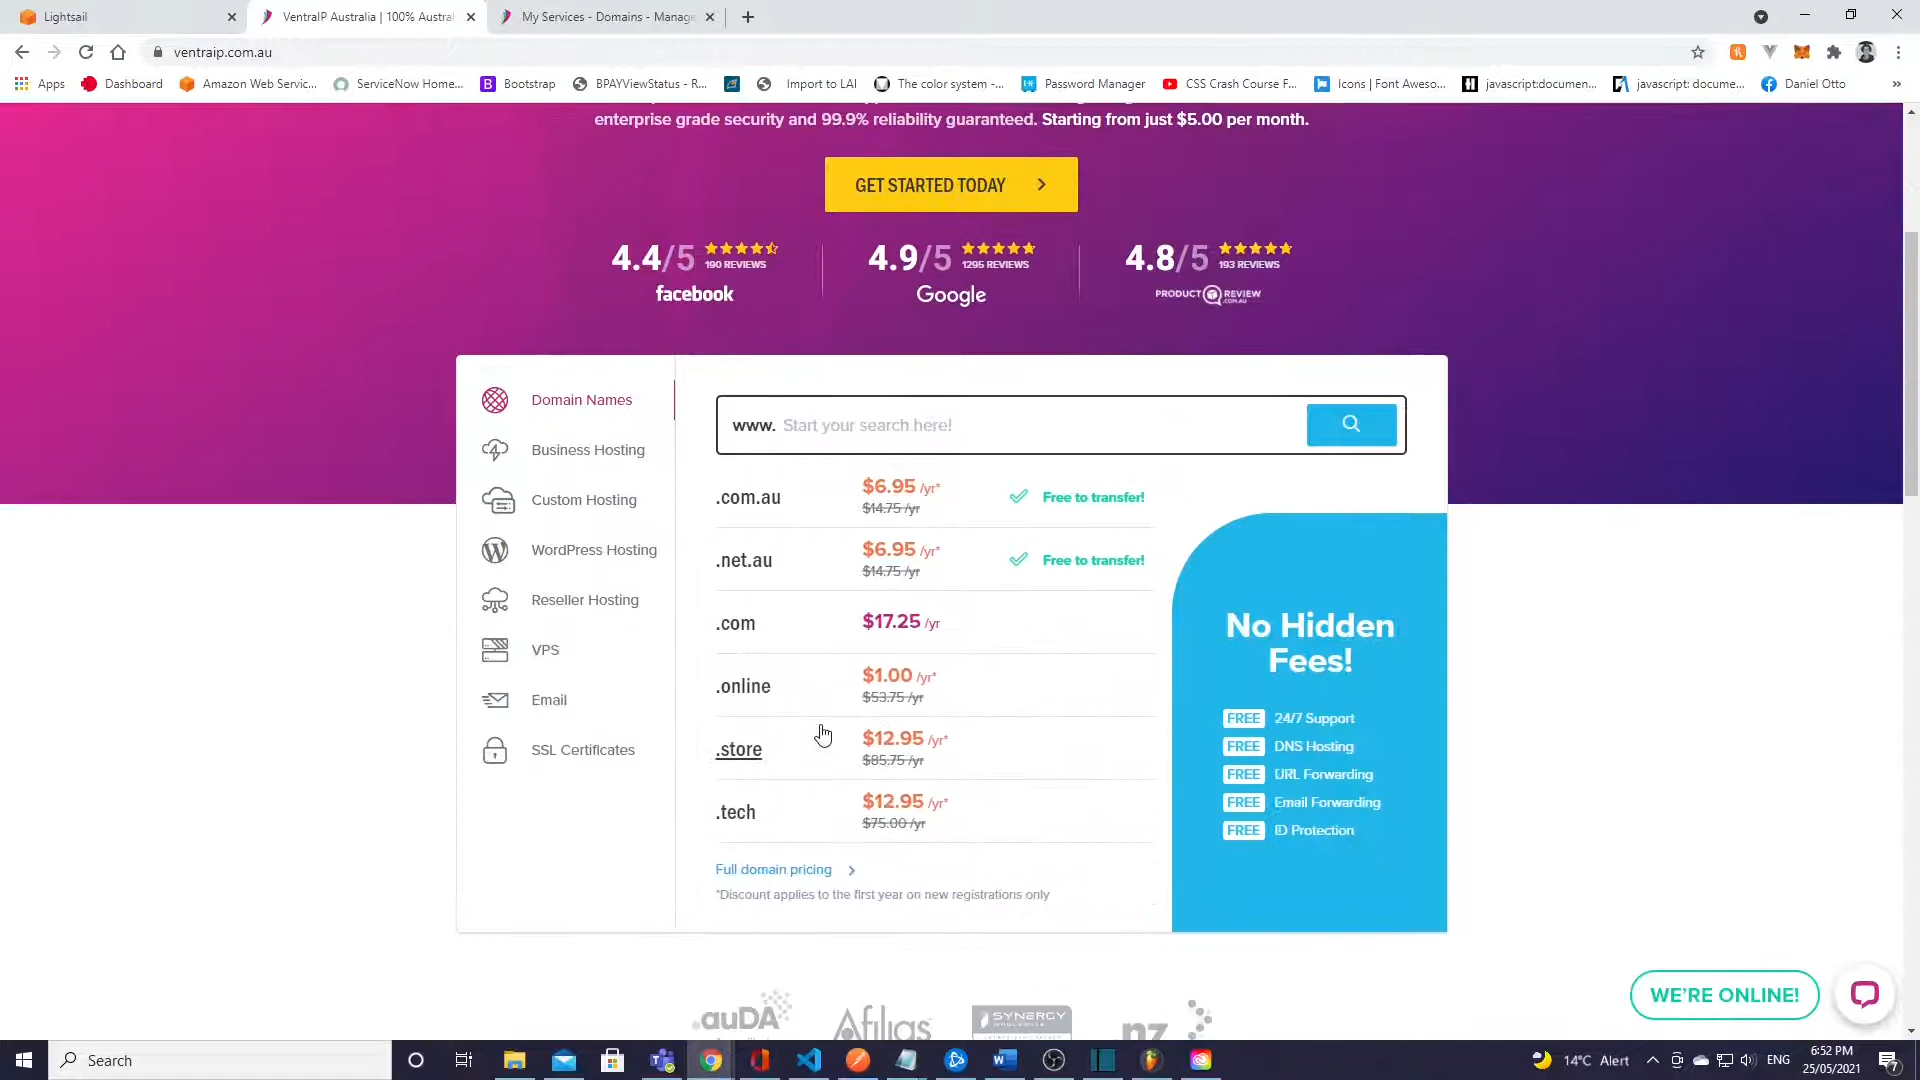 Lightsail
VentraIP Australia | 100% Austral
My Services - Domains - Manage
ventraip.com.au
Apps
Dashboard
Amazon Web Servic...
ServiceNow Home...
Bootstrap
BPAYViewStatus - R...
Import to LAI
The color system -...
Password Manager
CSS Crash Course F...
Icons | Font Aweso...
javascript:documen...
javascript: docume...
Daniel Otto
enterprise grade security and 99.9% reliability guaranteed. Starting from just $5.00 per month.
GET STARTED TODAY
4.4/5
190 REVIEWS
facebook
4.9/5
1295 REVIEWS
Google
4.8/5
193 REVIEWS
PRODUCT REVIEW
.COM.AU
Domain Names
Business Hosting
Custom Hosting
WordPress Hosting
Reseller Hosting
VPS
Email
SSL Certificates
www. Start your search here!
.com.au
$6.95 /yr*
$14.75 /yr
Free to transfer!
.net.au
$6.95 /yr*
$14.75 /yr
Free to transfer!
.com
$17.25 /yr
.online
$1.00 /yr*
$53.75 /yr
.store
$12.95 /yr*
$85.75 /yr
.tech
$12.95 /yr*
$75.00 /yr
Full domain pricing
*Discount applies to the first year on new registrations only
No Hidden
Fees!
FREE 24/7 Support
FREE DNS Hosting
FREE URL Forwarding
FREE Email Forwarding
FREE ID Protection
auDA
Afilias
SYNERGY
nz
WE'RE ONLINE!
Search
14°C Alert
ENG
6:52 PM
25/05/2021
7